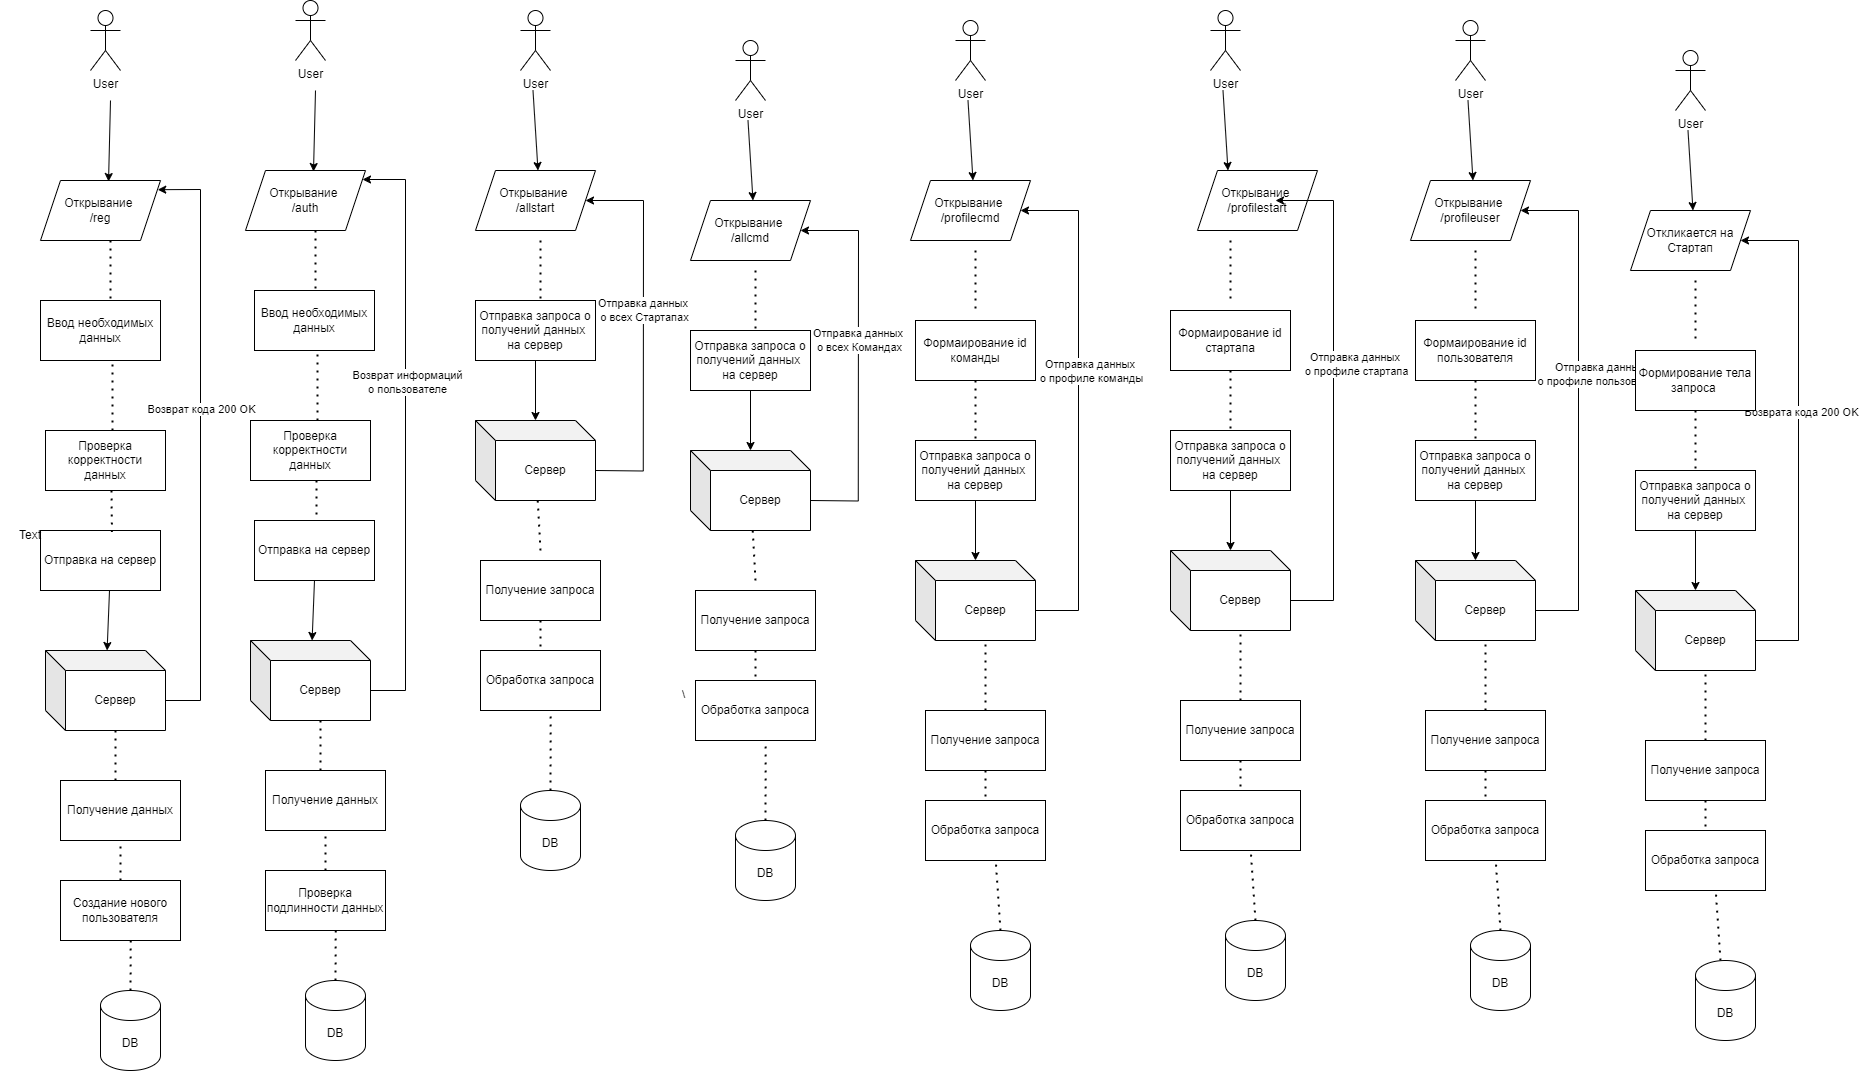 User
Открывание
/reg
Ввод необходимых
данных
Возврат кода 200 OK
Проверка
корректности
данных
Text
Отправка на сервер
Сервер
Получение данных
Создание нового
пользователя
DB
User
Открывание
/auth
Ввод необходимых
данных
Возврат информаций
о пользователе
Проверка
корректности
данных
Отправка на сервер
Сервер
Получение данных
Проверка
подлинности данных
DB
User
Открывание
/allstart
Отправка данных
о всех Стартапах
Отправка запроса о
получений данных
на сервер
Сервер
Получение запроса
Обработка запроса
DB
User
Открывание
/allcmd
Отправка данных
о всех Командах
Отправка запроса о
получений данных
на сервер
Сервер
Получение запроса
\
Обработка запроса
DB
User
Открывание
/profilecmd
Формаирование id
команды
Отправка данных
о профиле команды
Отправка запроса о
получений данных
на сервер
Сервер
Получение запроса
Обработка запроса
DB
User
Открывание
/profilestart
Формаирование id
стартапа
Отправка данных
о профиле стартапа
Отправка запроса о
получений данных
на сервер
Сервер
Получение запроса
Обработка запроса
DB
User
Открывание
/profileuser
Формаирование id
пользователя
Отправка данны
о профиле пользов
Отправка запроса о
получений данных
на сервер
Сервер
Получение запроса
Обработка запроса
DB
User
Откликается на
Стартап
Формирование тела
запроса
Возврата кода 200 OK
Отправка запроса о
получений данных
на сервер
Сервер
Получение запроса
Обработка запроса
DB